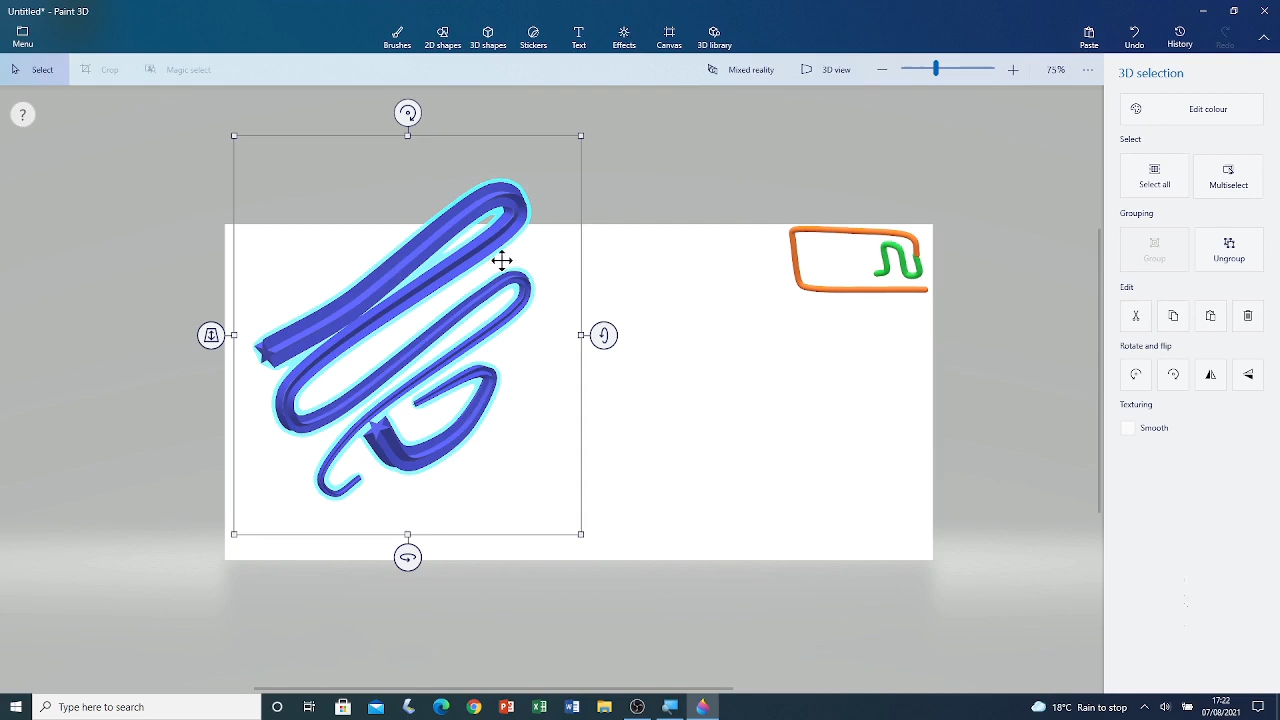 Untitled* - Paint 3D
Menu
Brushes
2D shapes
3D shapes
Stickers
Text
Effects
Canvas
3D library
Paste
Undo
History
Redo
Select
Crop
Magic select
Mixed reality
3D view
75%
?
3D selection
Edit colour
Select
Select all
Multiselect
Grouping
Group
Ungroup
Edit
Rotate and flip
Texturing
Smooth
Type here to search
18°C Rain to stop
17:22
07/08/2021